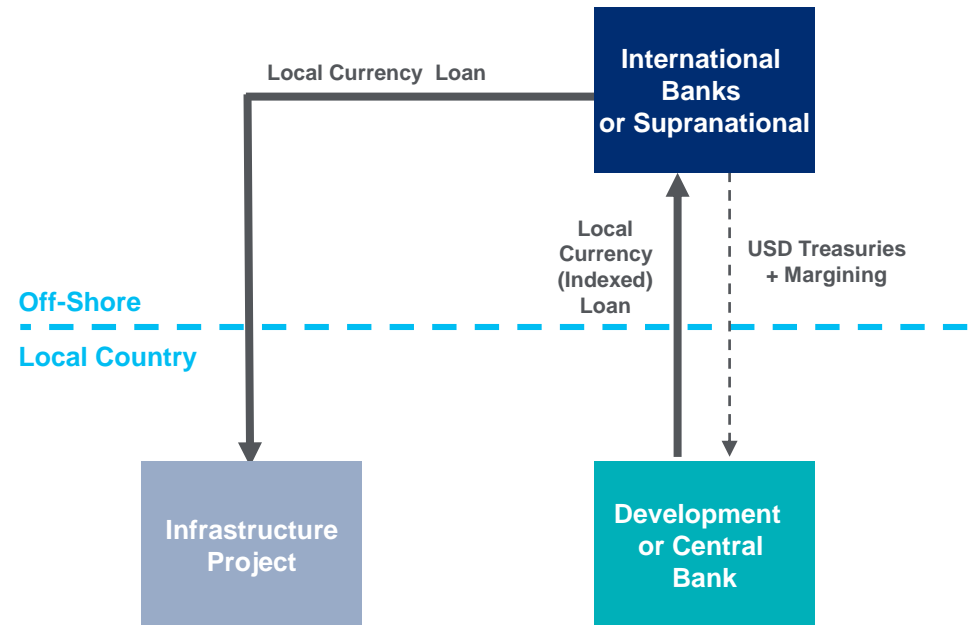 Local Currency Loan
International
Banks
or Supranational
Local
Currency
(Indexed)
Loan
USD Treasuries
+ Margining
Off-Shore
Local Country
Infrastructure
Project
Development
or Central
Bank